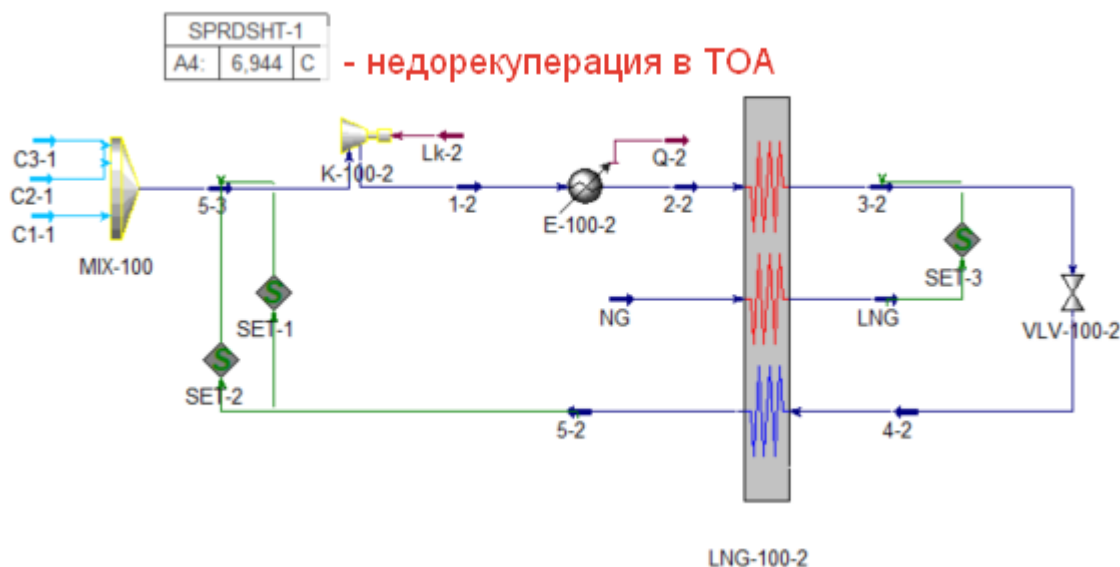 SPRDSHT-1
A4: 6,944 C
- недорекуперация в ТОА
C3-1
C2-1
C1-1
MIX-100
5-3
K-100-2
Lk-2
1-2
E-100-2
Q-2
2-2
3-2
SET-3
VLV-100-2
NG
LNG
SET-1
SET-2
5-2
4-2
LNG-100-2
S
S
S